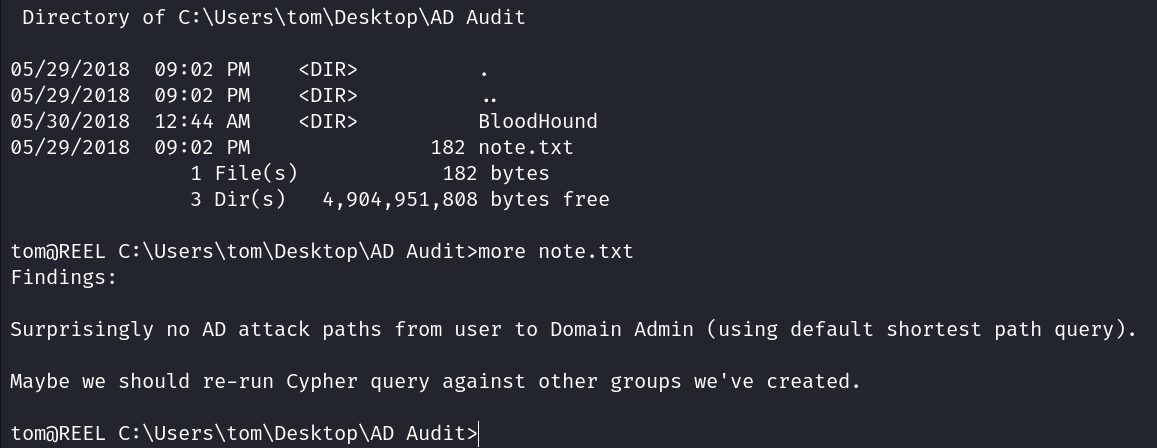 Directory of C:\Users\tom\Desktop\AD Audit
05/29/2018  09:02 PM    <DIR>          .
05/29/2018  09:02 PM    <DIR>          ..
05/30/2018  12:44 AM    <DIR>          BloodHound
05/29/2018  09:02 PM               182 note.txt
               1 File(s)            182 bytes
               3 Dir(s)   4,904,951,808 bytes free
tom@REEL C:\Users\tom\Desktop\AD Audit>more note.txt
Findings:
Surprisingly no AD attack paths from user to Domain Admin (using default shortest path query).
Maybe we should re-run Cypher query against other groups we've created.
tom@REEL C:\Users\tom\Desktop\AD Audit>